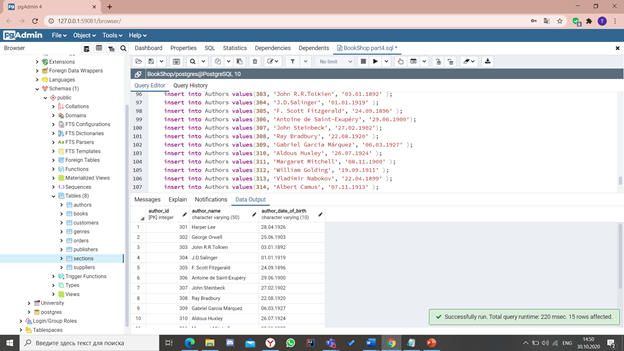 pgAdmin 4
127.0.0.1:59081/browser/
pgAdmin File Object Tools Help
Browser
Dashboard Properties SQL Statistics Dependencies Dependents BookShop part4.sql *
Extensions
Foreign Data Wrappers
Languages
Schemas (1)
public
Collations
Domains
FTS Configurations
FTS Dictionaries
FTS Parsers
FTS Templates
Foreign Tables
Functions
Materialized Views
Sequences
Tables (8)
authors
books
customers
genres
orders
publishers
sections
suppliers
Trigger Functions
Types
Views
University
postgres
Login/Group Roles
Tablespaces
No limit
BookShop/postgres@PostgreSQL 10
Query Editor Query History
96 insert into Authors values(303, 'John R.R.Tolkien', '03.01.1892' );
97 insert into Authors values(304, 'J.D.Salinger', '01.01.1919' );
98 insert into Authors values(305, 'F. Scott Fitzgerald', '24.09.1896' );
99 insert into Authors values(306, 'Antoine de Saint-Exupéry', '29.06.1900');
100 insert into Authors values(307, 'John Steinbeck', '27.02.1902');
101 insert into Authors values(308, 'Ray Bradbury', '22.08.1920' );
102 insert into Authors values(309, 'Gabriel García Márquez', '06.03.1927' );
103 insert into Authors values(310, 'Aldous Huxley', '26.07.1924' );
104 insert into Authors values(311, 'Margaret Mitchell', '08.11.1900' );
105 insert into Authors values(312, 'William Golding', '19.09.1911' );
106 insert into Authors values(313, 'Vladimir Nabokov', '22.04.1899' );
107 insert into Authors values(314, 'Albert Camus', '07.11.1913' );
Messages Explain Notifications Data Output
author_id author_name author_date_of_birth
[PK] integer character varying (50) character varying (10)
1 301 Harper Lee 28.04.1926
2 302 George Orwell 25.06.1903
3 303 John R.R.Tolkien 03.01.1892
4 304 J.D.Salinger 01.01.1919
5 305 F. Scott Fitzgerald 24.09.1896
6 306 Antoine de Saint-Exupéry 29.06.1900
7 307 John Steinbeck 27.02.1902
8 308 Ray Bradbury 22.08.1920
9 309 Gabriel García Márquez 06.03.1927
10 310 Aldous Huxley 26.07.1924
Successfully run. Total query runtime: 220 msec. 15 rows affected.
Введите здесь текст для поиска
ENG
14:50
30.10.2020